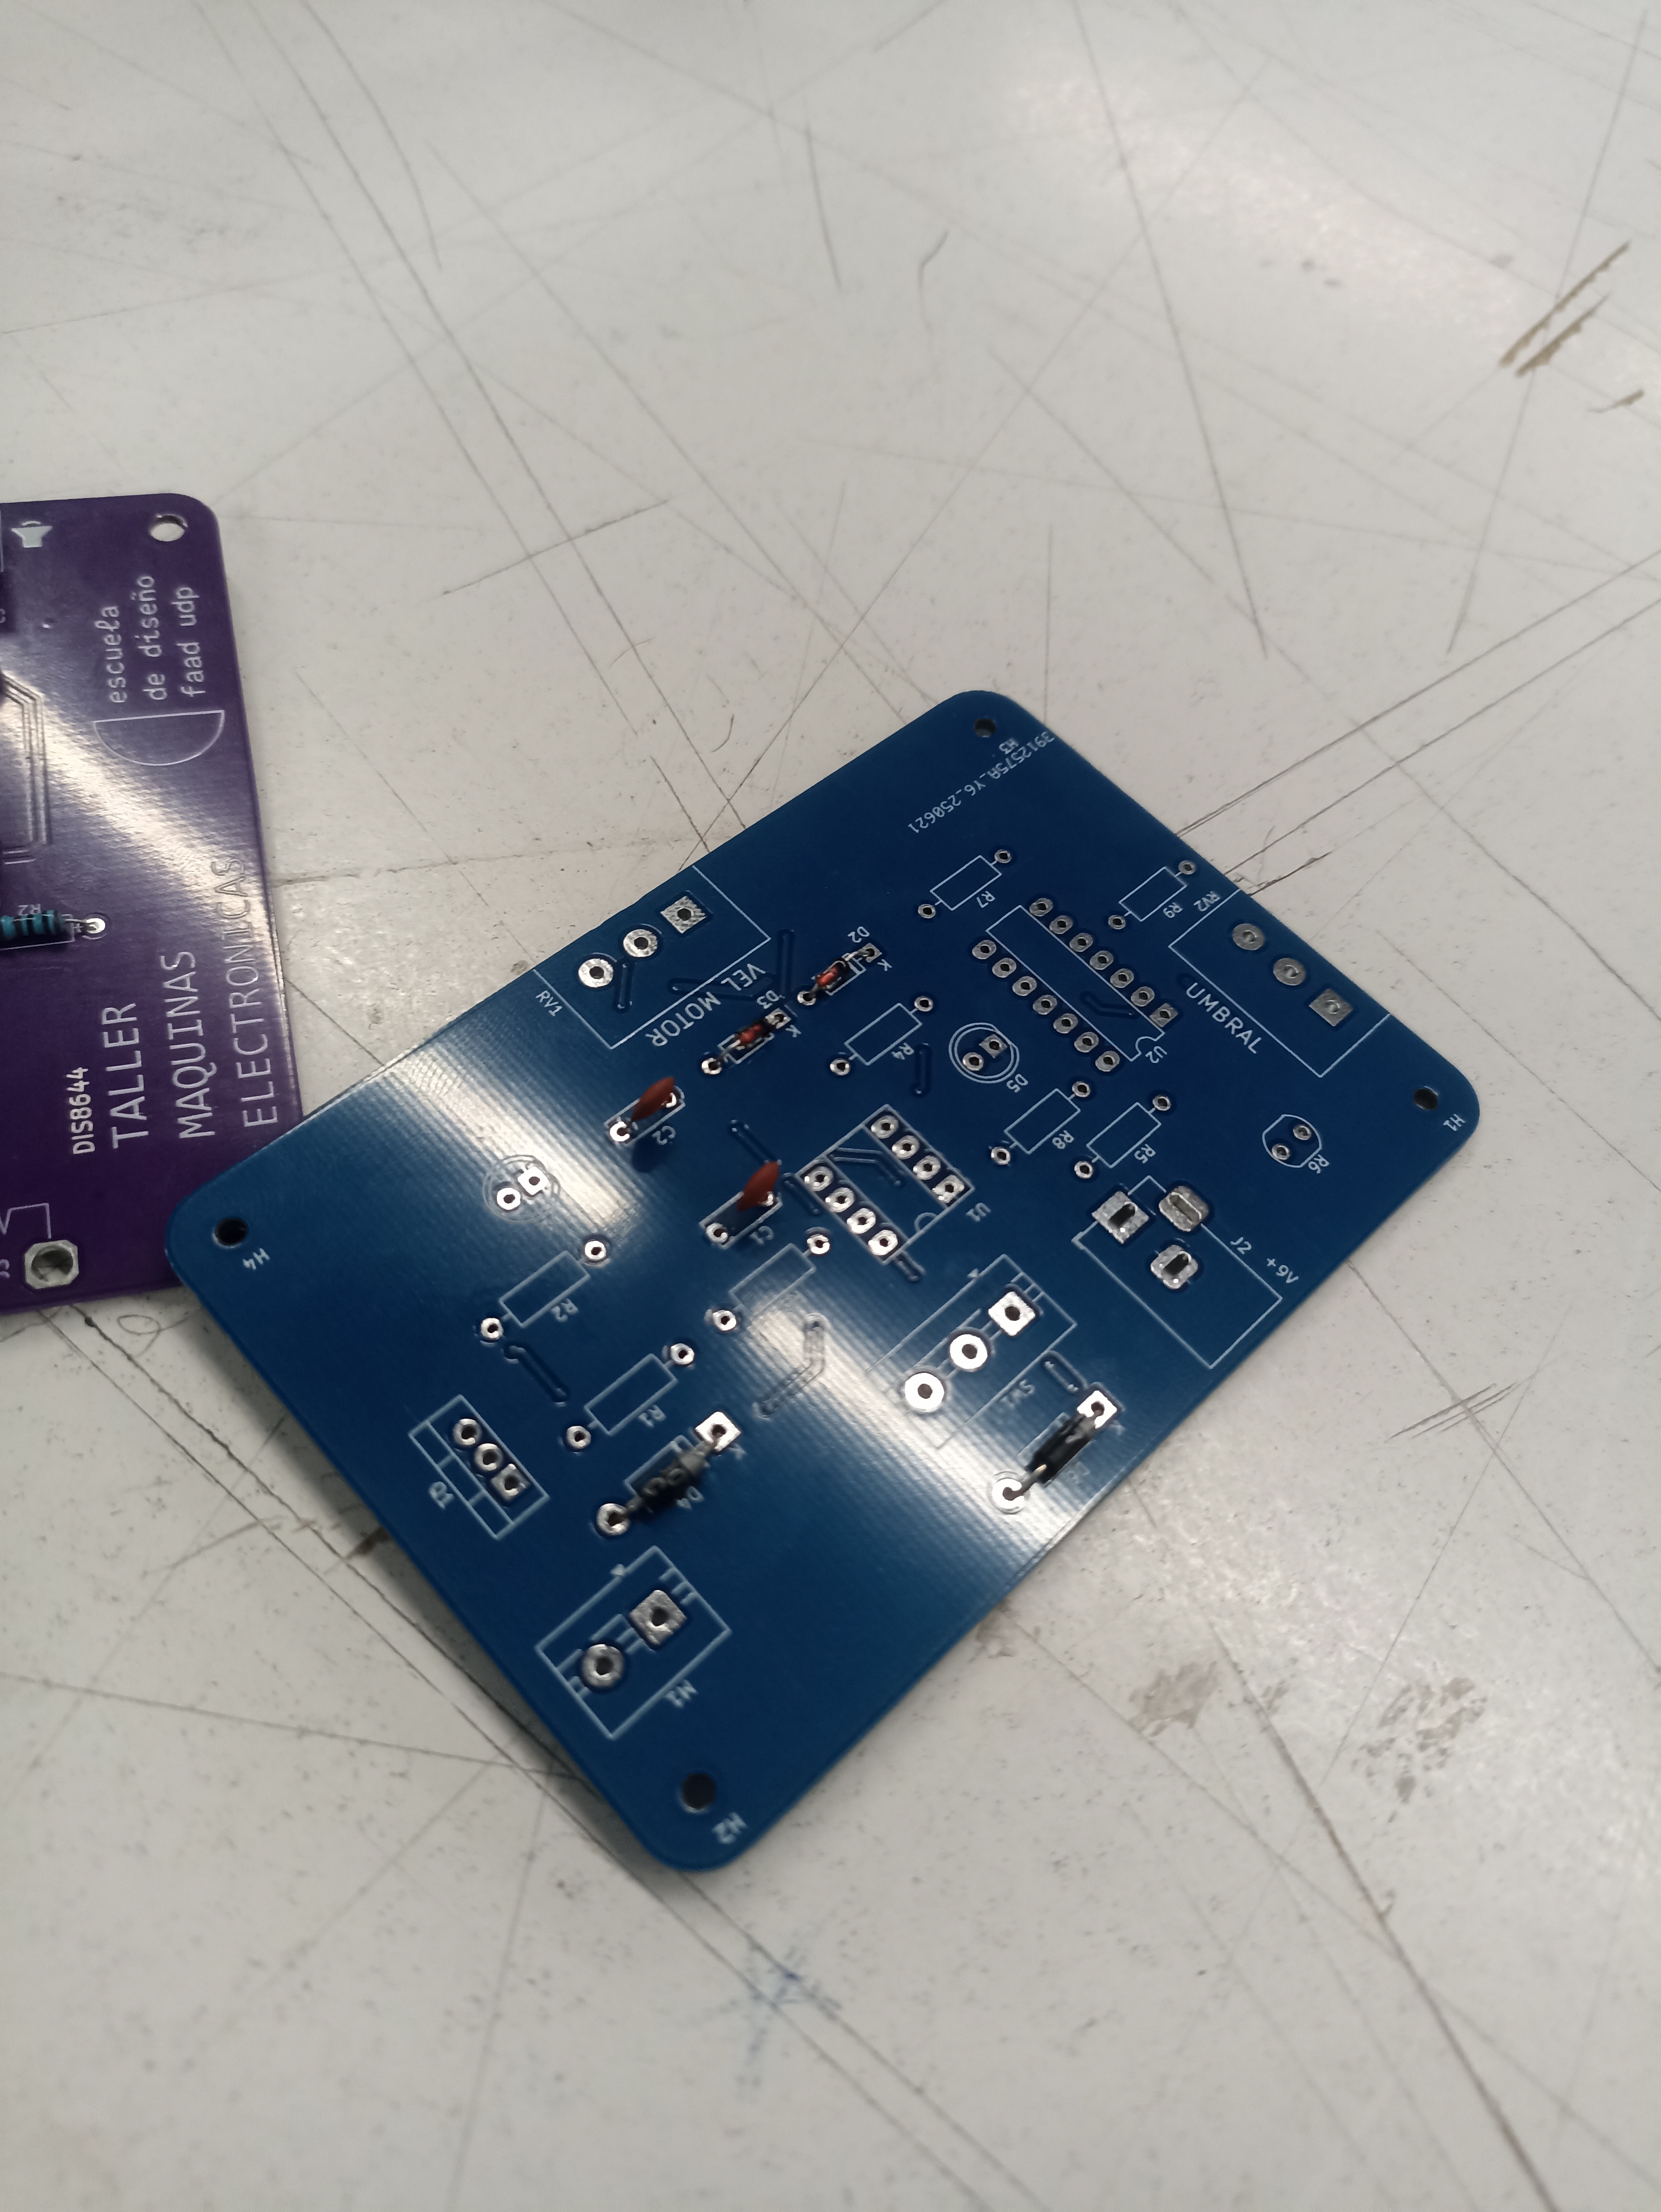 escuela
de diseño
faad udp
R2
DIS8644
TALLER
MAQUINAS
ELECTRONICAS
H3
3912575A_Y6_250621
R7
R9
RV2
UMBRAL
U2
D2
K
VEL MOTOR
RV1
D3
K
R4
D5
R8
R5
R6
H1
C2
C1
U1
J2 +9V
H4
R2
R1
SW1
K
K
D4
M1
H2